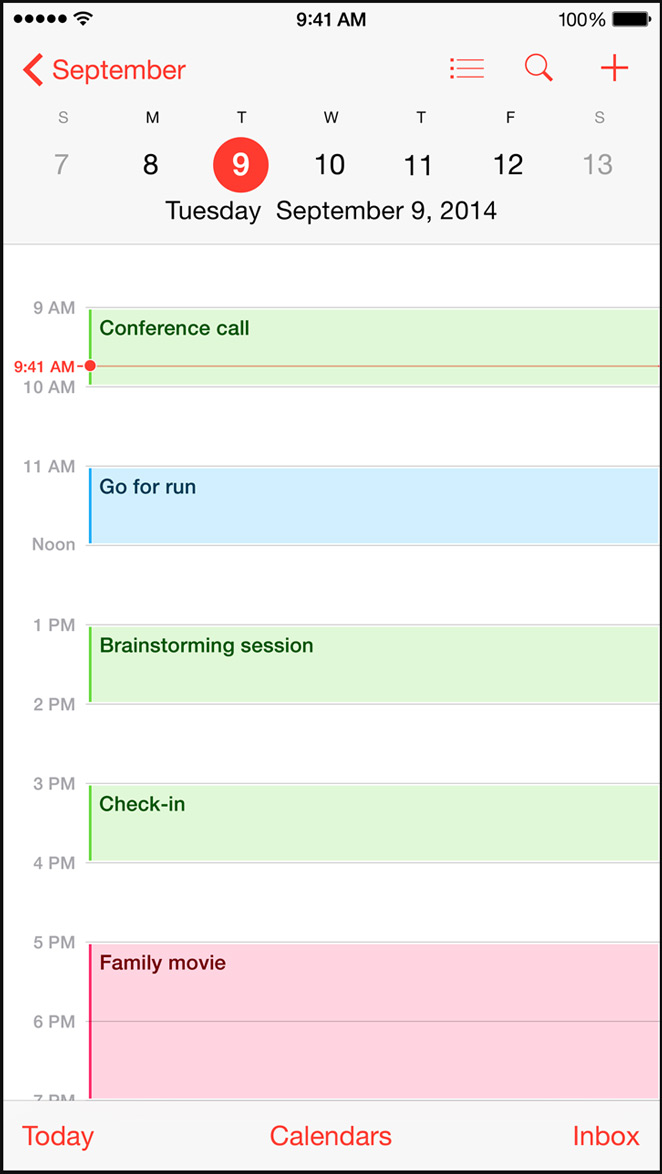 9:41 AM 100%
September
S M T W T F S
7 8 9 10 11 12 13
Tuesday September 9, 2014
9 AM
Conference call
9:41 AM
10 AM
11 AM
Go for run
Noon
1 PM
Brainstorming session
2 PM
3 PM
Check-in
4 PM
5 PM
Family movie
6 PM
7 PM
Today Calendars Inbox